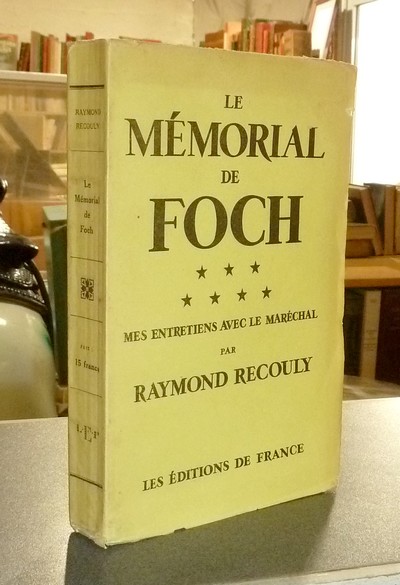 LE
MÉMORIAL
DE
FOCH
★ ★ ★
★ ★ ★ ★
MES ENTRETIENS AVEC LE MARÉCHAL
PAR
RAYMOND RECOULY
LES ÉDITIONS DE FRANCE
RAYMOND
RECOULY
Le
Mémorial
de
Foch
15 francs